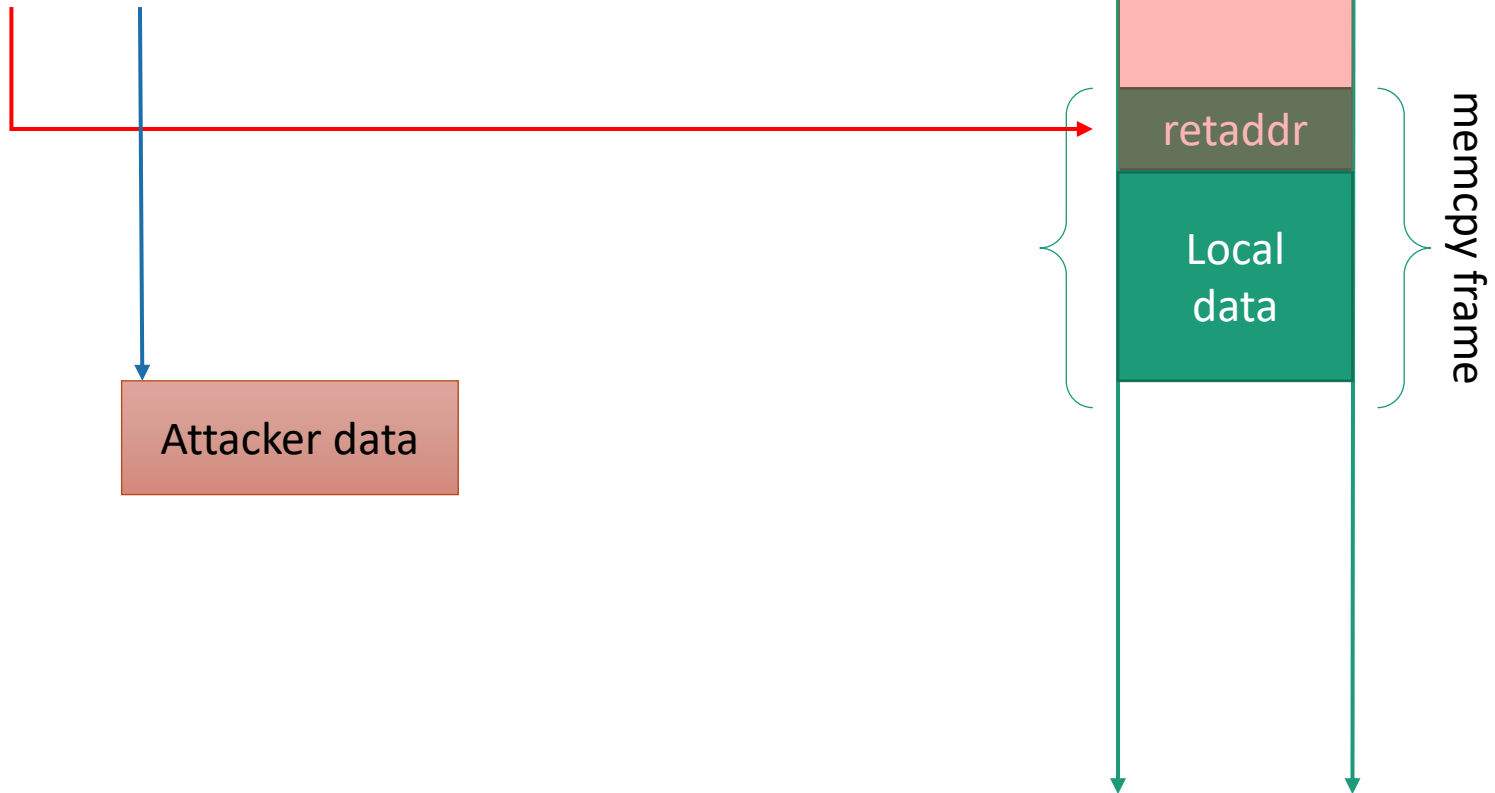 retaddr
Local
data
memcpy frame
Attacker data